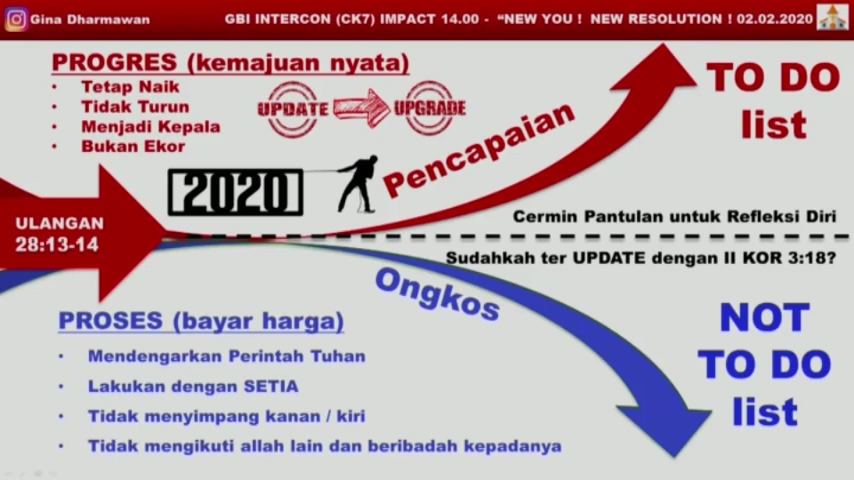 Gina Dharmawan
GBI INTERCON (CK7) IMPACT 14.00 - “NEW YOU ! NEW RESOLUTION ! 02.02.2020
PROGRES (kemajuan nyata)
• Tetap Naik
• Tidak Turun
• Menjadi Kepala
• Bukan Ekor
UPDATE
UPGRADE
TO DO
list
Pencapaian
2020
ULANGAN
28:13-14
Cermin Pantulan untuk Refleksi Diri
Sudahkah ter UPDATE dengan II KOR 3:18?
Ongkos
PROSES (bayar harga)
• Mendengarkan Perintah Tuhan
• Lakukan dengan SETIA
• Tidak menyimpang kanan / kiri
• Tidak mengikuti allah lain dan beribadah kepadanya
NOT
TO DO
list